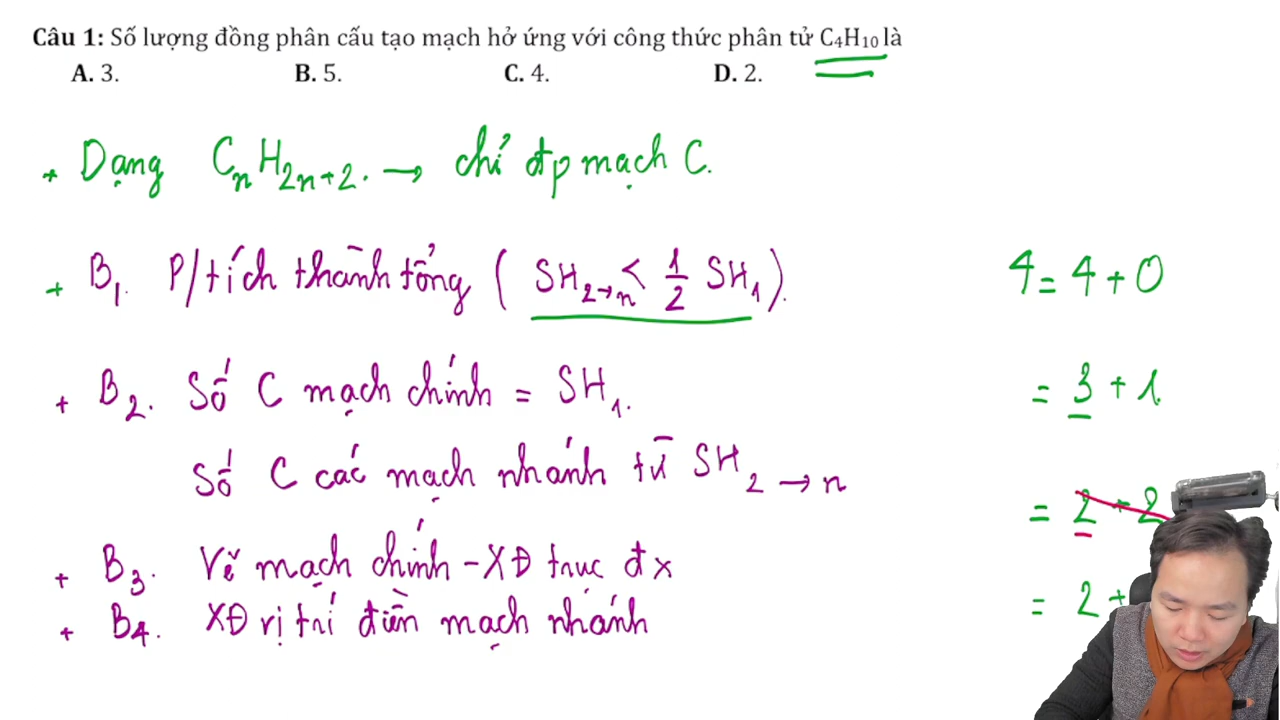 Câu 1: Số lượng đồng phân cấu tạo mạch hở ứng với công thức phân tử C₄H₁₀ là
A. 3. B. 5. C. 4. D. 2.
+ Dạng CₙH₂ₙ₊₂. → chỉ đp mạch C.
+ B₁. P/tích thành tổng ( SH₂→ₙ < 1/2 SH₁ ).
+ B₂. Số C mạch chính = SH₁.
Số C các mạch nhánh từ SH₂→ₙ
+ B₃. Vẽ mạch chính - XĐ trục đx
+ B₄. XĐ vị trí điền mạch nhánh
4 = 4 + 0
= 3 + 1
= 2 + 2
= 2 +